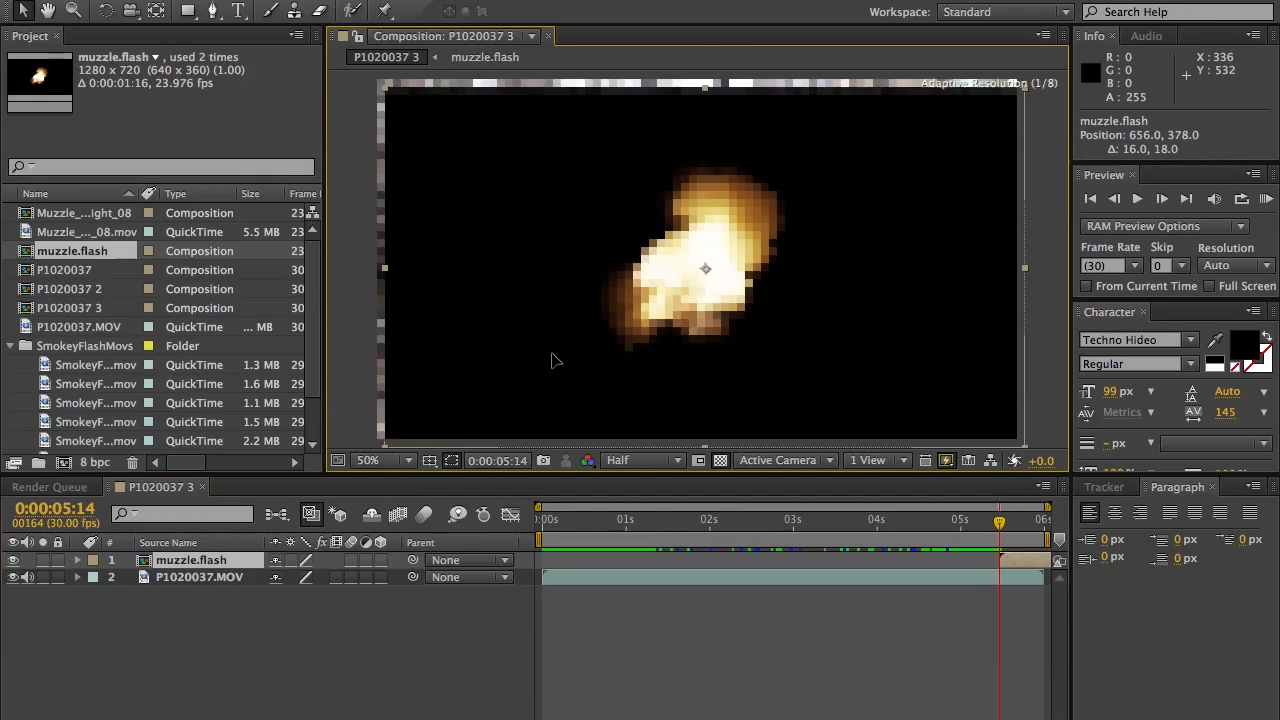 Workspace: Standard
Search Help
Project
muzzle.flash, used 2 times
1280 x 720 (640 x 360) (1.00)
Δ 0:00:01:16, 23.976 fps
Name Type Size Frame
Muzzle_...ight_08 Composition 23
Muzzle_..._08.mov QuickTime 5.5 MB 23
muzzle.flash Composition 23
P1020037 Composition 30
P1020037 2 Composition 30
P1020037 3 Composition 30
P1020037.MOV QuickTime ... MB 30
SmokeyFlashMovs Folder
SmokeyF...mov QuickTime 1.3 MB 29
SmokeyF...mov QuickTime 1.6 MB 29
SmokeyF...mov QuickTime 1.1 MB 29
SmokeyF...mov QuickTime 1.5 MB 29
SmokeyF...mov QuickTime 2.2 MB 29
8 bpc
Composition: P1020037 3
P1020037 3 muzzle.flash
Adaptive Resolution (1/8)
50% 0:00:05:14 Half Active Camera 1 View +0.0
Info Audio
R: 0 X: 336
G: 0 Y: 532
B: 0
A: 255
muzzle.flash
Position: 656.0, 378.0
Δ: 16.0, 18.0
Preview
RAM Preview Options
Frame Rate Skip Resolution
(30) 0 Auto
From Current Time Full Screen
Character
Techno Hideo
Regular
99 px Auto
Metrics 145
- px
Render Queue P1020037 3
0:00:05:14
00164 (30.00 fps)
# Source Name Parent
1 muzzle.flash None
2 P1020037.MOV None
:00s 01s 02s 03s 04s 05s 06s
Tracker Paragraph
0 px 0 px 0 px
0 px 0 px